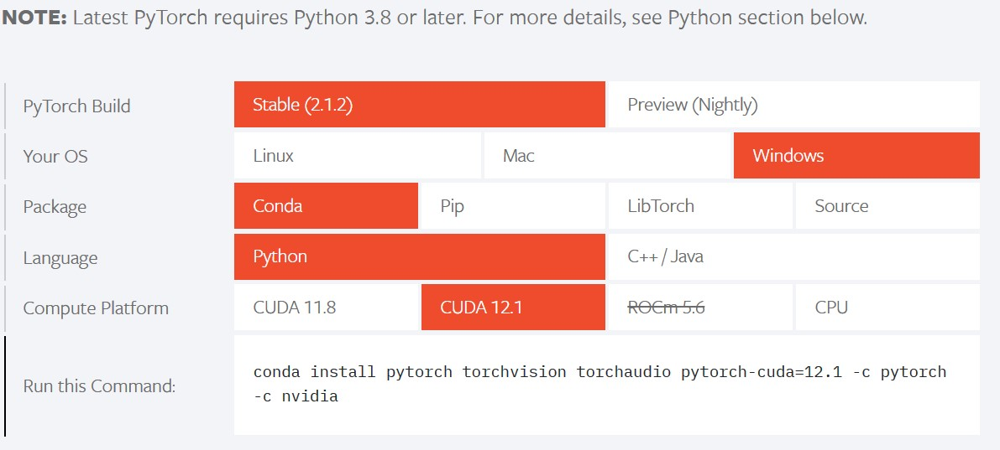 NOTE: Latest PyTorch requires Python 3.8 or later. For more details, see Python section below.
PyTorch Build Stable (2.1.2) Preview (Nightly)
Your OS Linux Mac Windows
Package Conda Pip LibTorch Source
Language Python C++ / Java
Compute Platform CUDA 11.8 CUDA 12.1 ROCm 5.6 CPU
Run this Command: conda install pytorch torchvision torchaudio pytorch-cuda=12.1 -c pytorch
-c nvidia